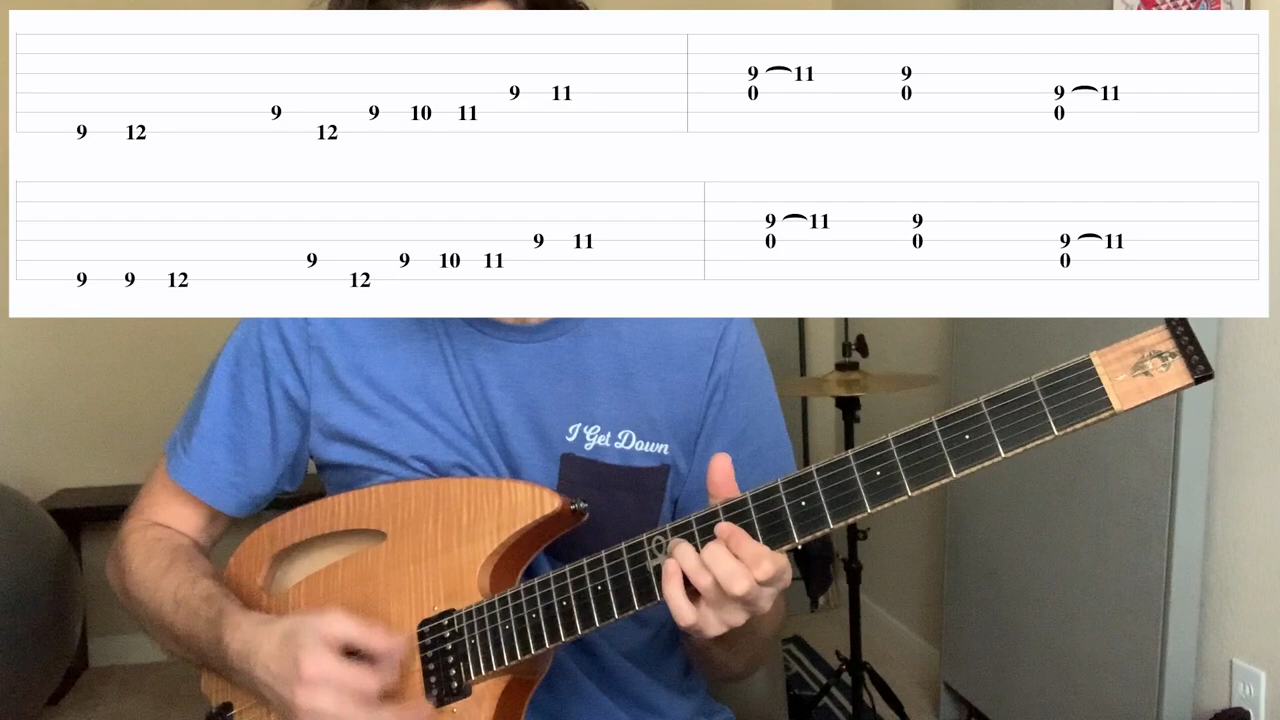 9 11 9
9 11 0 0 9 11
9 9 10 11 0
9 12 12
9 11 9
9 11 0 0 9 11
9 9 10 11 0
9 9 12 12
I Get Down